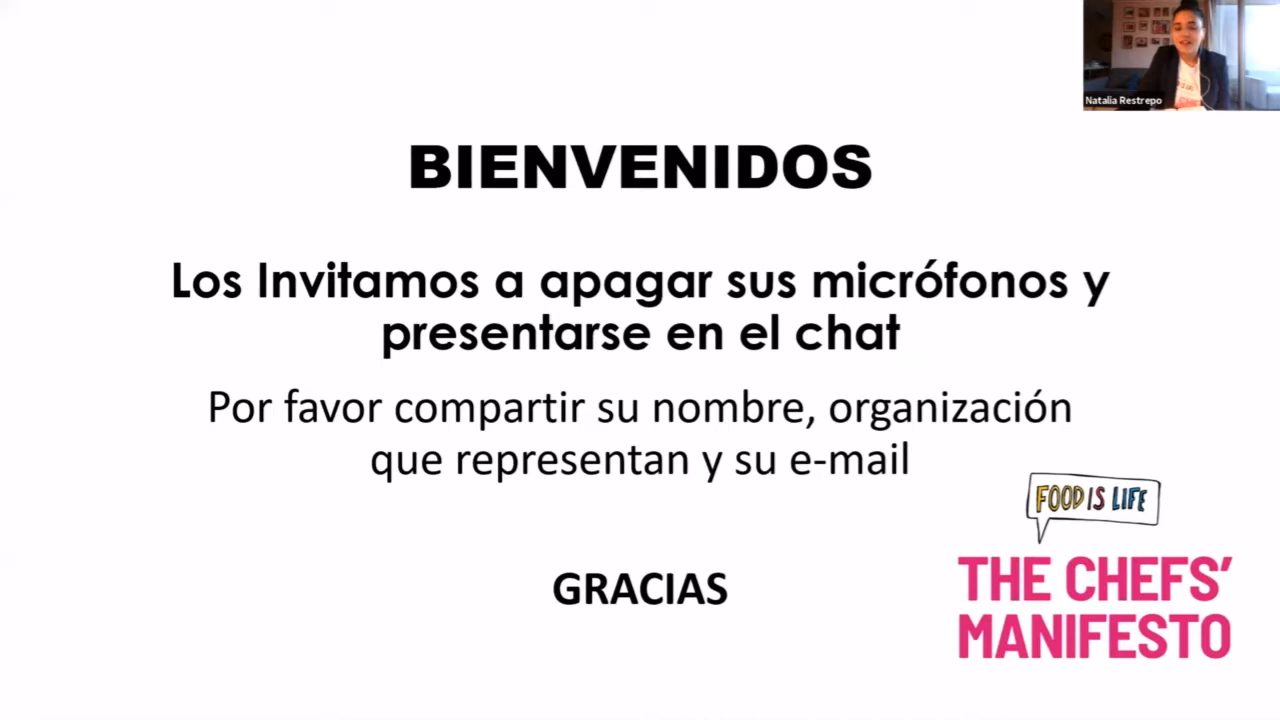 Natalia Restrepo
BIENVENIDOS
Los Invitamos a apagar sus micrófonos y
presentarse en el chat
Por favor compartir su nombre, organización
que representan y su e-mail
FOOD IS LIFE
GRACIAS
THE CHEFS'
MANIFESTO